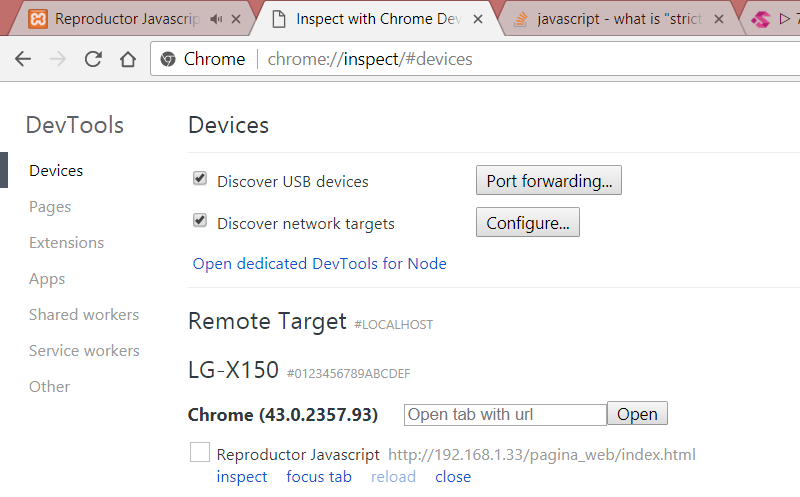 Reproductor Javascrip
Inspect with Chrome Dev
javascript - what is "strict
Chrome chrome://inspect/#devices
DevTools
Devices
Pages
Extensions
Apps
Shared workers
Service workers
Other
Devices
Discover USB devices Port forwarding...
Discover network targets Configure...
Open dedicated DevTools for Node
Remote Target #LOCALHOST
LG-X150 #0123456789ABCDEF
Chrome (43.0.2357.93) Open tab with url Open
Reproductor Javascript http://192.168.1.33/pagina_web/index.html
inspect focus tab reload close